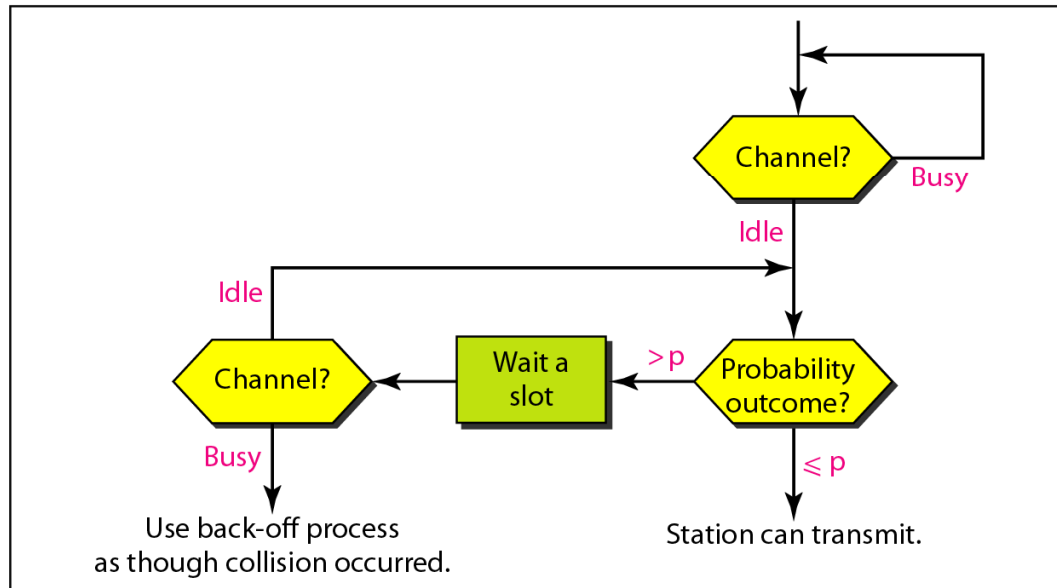 Channel?
Busy
Idle
Idle
Channel?
Wait a
slot
> p
Probability
outcome?
Busy
⩽ p
Use back-off process
as though collision occurred.
Station can transmit.